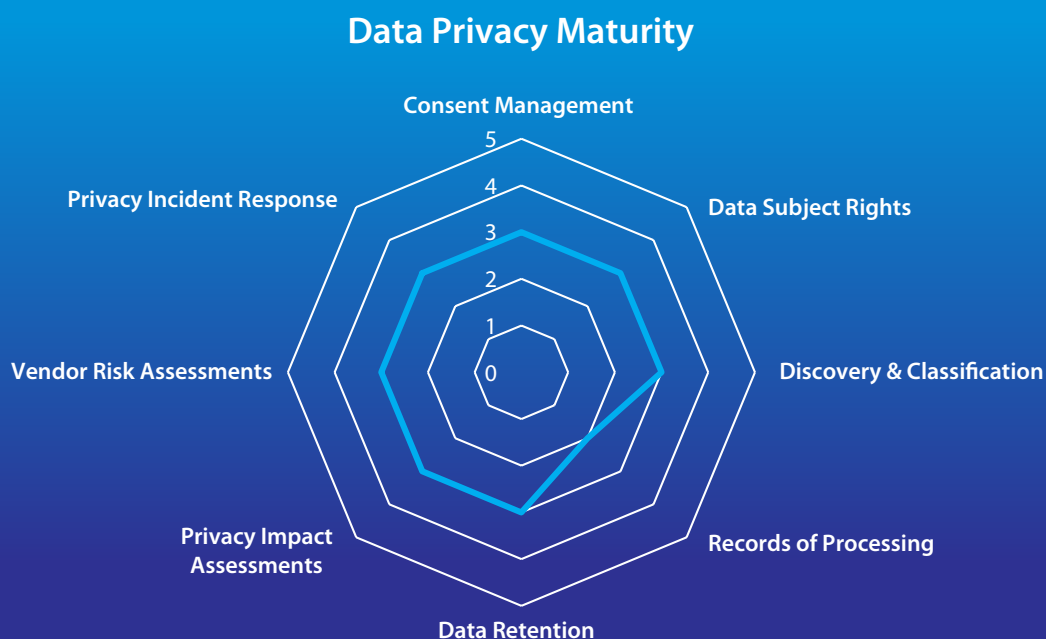 Data Privacy Maturity
Consent Management
5
4
3
2
1
0
Privacy Incident Response
Data Subject Rights
Vendor Risk Assessments
Discovery & Classification
Privacy Impact
Assessments
Records of Processing
Data Retention